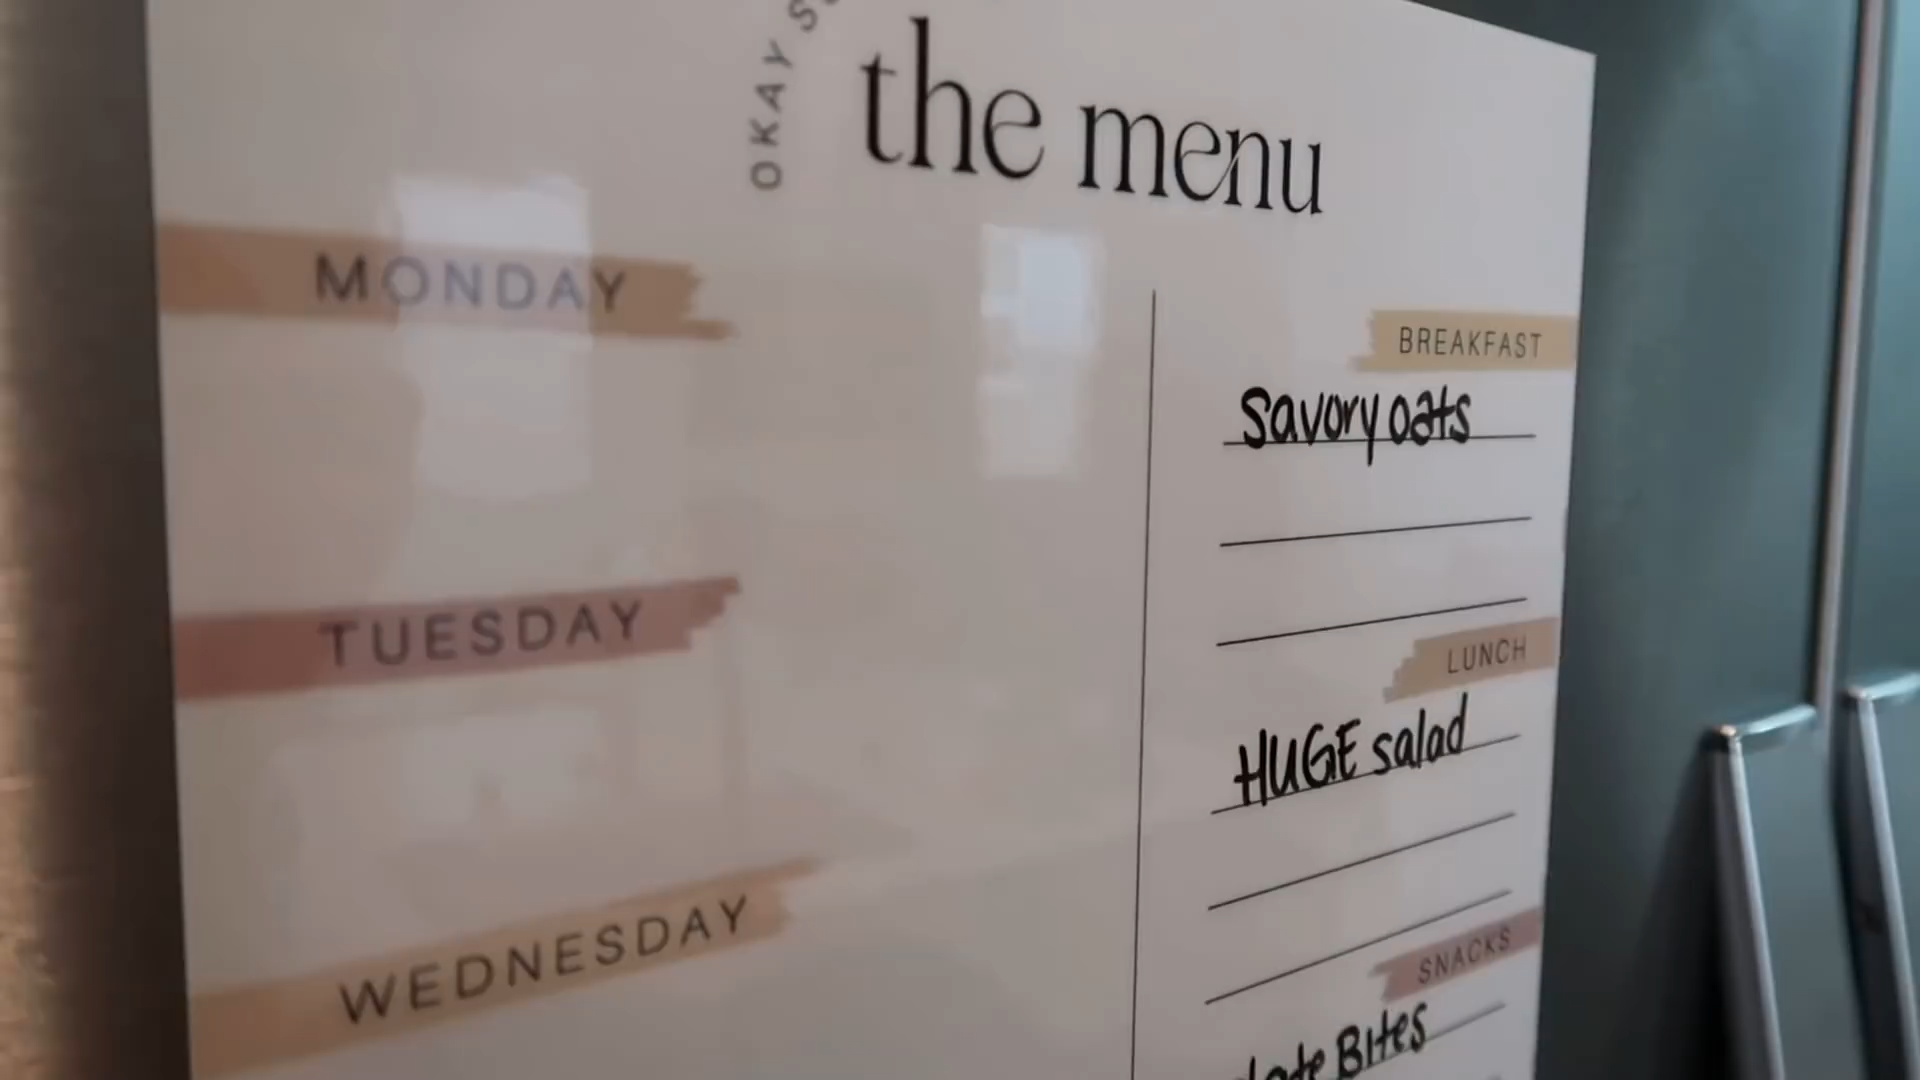 OKAY
the menu
MONDAY
TUESDAY
WEDNESDAY
BREAKFAST
Savory oats
LUNCH
HUGE salad
SNACKS
Bites